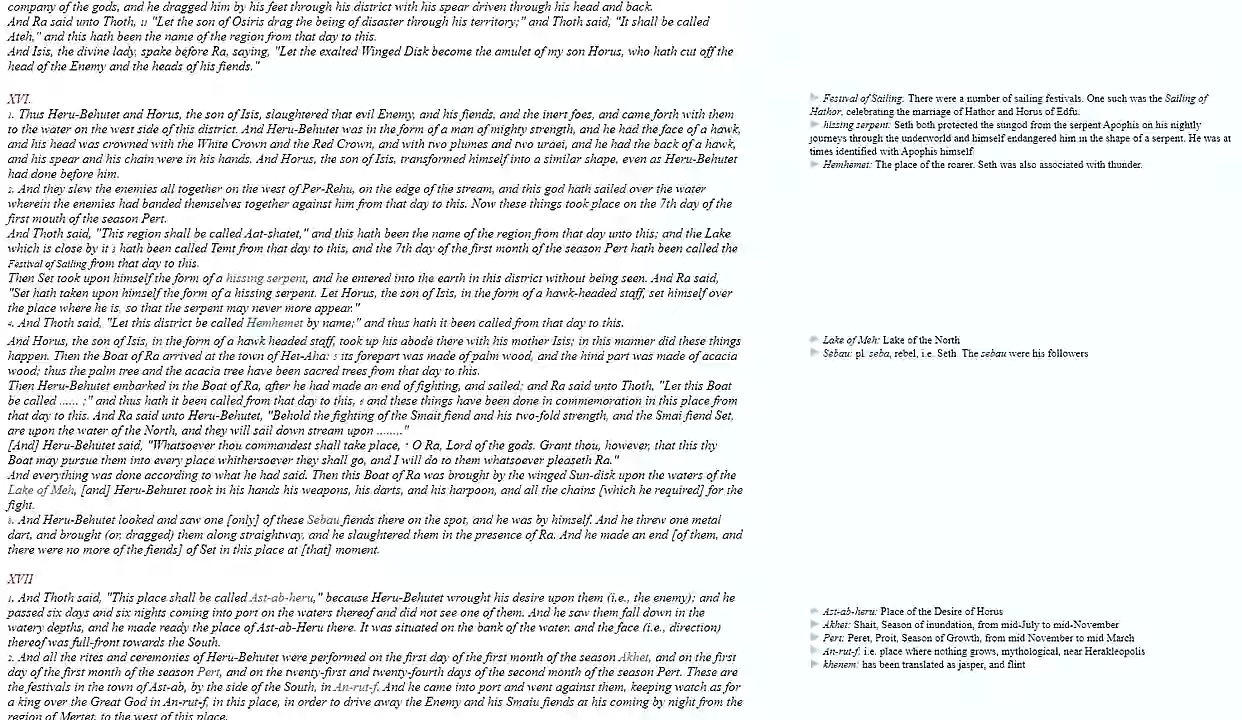 company of the gods, and he dragged him by his feet through his district with his spear driven through his head and back.
And Ra said unto Thoth, 11 "Let the son of Osiris drag the being of disaster through his territory;" and Thoth said, "It shall be called
Ateh," and this hath been the name of the region from that day to this.
And Isis, the divine lady, spake before Ra, saying, "Let the exalted Winged Disk become the amulet of my son Horus, who hath cut off the
head of the Enemy and the heads of his fiends."
XVI.
1. Thus Heru-Behutet and Horus, the son of Isis, slaughtered that evil Enemy, and his fiends, and the inert foes, and came forth with them
to the water on the west side of this district. And Heru-Behutet was in the form of a man of mighty strength, and he had the face of a hawk,
and his head was crowned with the White Crown and the Red Crown, and with two plumes and two uraei, and he had the back of a hawk,
and his spear and his chain were in his hands. And Horus, the son of Isis, transformed himself into a similar shape, even as Heru-Behutet
had done before him.
2. And they slew the enemies all together on the west of Per-Rehu, on the edge of the stream, and this god hath sailed over the water
wherein the enemies had banded themselves together against him from that day to this. Now these things took place on the 7th day of the
first mouth of the season Pert.
And Thoth said, "This region shall be called Aat-shatet," and this hath been the name of the region from that day unto this; and the Lake
which is close by it 3 hath been called Temt from that day to this, and the 7th day of the first month of the season Pert hath been called the
Festival of Sailing from that day to this.
Then Set took upon himself the form of a hissing serpent, and he entered into the earth in this district without being seen. And Ra said,
"Set hath taken upon himself the form of a hissing serpent. Let Horus, the son of Isis, in the form of a hawk-headed staff, set himself over
the place where he is, so that the serpent may never more appear."
4. And Thoth said, "Let this district be called Hemhemet by name;" and thus hath it been called from that day to this.
And Horus, the son of Isis, in the form of a hawk headed staff, took up his abode there with his mother Isis; in this manner did these things
happen. Then the Boat of Ra arrived at the town of Het-Aha: 5 its forepart was made of palm wood, and the hind part was made of acacia
wood; thus the palm tree and the acacia tree have been sacred trees from that day to this.
Then Heru-Behutet embarked in the Boat of Ra, after he had made an end of fighting, and sailed; and Ra said unto Thoth, "Let this Boat
be called ...... ;" and thus hath it been called from that day to this, 6 and these things have been done in commemoration in this place from
that day to this. And Ra said unto Heru-Behutet, "Behold the fighting of the Smait fiend and his two-fold strength, and the Smai fiend Set,
are upon the water of the North, and they will sail down stream upon ........"
[And] Heru-Behutet said, "Whatsoever thou commandest shall take place, 7 O Ra, Lord of the gods. Grant thou, however, that this thy
Boat may pursue them into every place whithersoever they shall go, and I will do to them whatsoever pleaseth Ra."
And everything was done according to what he had said. Then this Boat of Ra was brought by the winged Sun-disk upon the waters of the
Lake of Meh, [and] Heru-Behutet took in his hands his weapons, his darts, and his harpoon, and all the chains [which he required] for the
fight.
8. And Heru-Behutet looked and saw one [only] of these Sebau fiends there on the spot, and he was by himself. And he threw one metal
dart, and brought (or, dragged) them along straightway, and he slaughtered them in the presence of Ra. And he made an end [of them, and
there were no more of the fiends] of Set in this place at [that] moment.
XVII
1. And Thoth said, "This place shall be called Ast-ab-heru," because Heru-Behutet wrought his desire upon them (i.e., the enemy); and he
passed six days and six nights coming into port on the waters thereof and did not see one of them. And he saw them fall down in the
watery depths, and he made ready the place of Ast-ab-Heru there. It was situated on the bank of the water, and the face (i.e., direction)
thereof was full-front towards the South.
2. And all the rites and ceremonies of Heru-Behutet were performed on the first day of the first month of the season Akhet, and on the first
day of the first month of the season Pert, and on the twenty-first and twenty-fourth days of the second month of the season Pert. These are
the festivals in the town of Ast-ab, by the side of the South, in An-rut-f. And he came into port and went against them, keeping watch as for
a king over the Great God in An-rut-f, in this place, in order to drive away the Enemy and his Smaiu fiends at his coming by night from the
region of Mertet, to the west of this place.
Festival of Sailing: There were a number of sailing festivals. One such was the Sailing of
Hathor, celebrating the marriage of Hathor and Horus of Edfu.
hissing serpent: Seth both protected the sungod from the serpent Apophis on his nightly
journeys through the underworld and himself endangered him in the shape of a serpent. He was at
times identified with Apophis himself
Hemhemet: The place of the roarer. Seth was also associated with thunder.
Lake of Meh: Lake of the North
Sebau: pl. seba, rebel, i.e. Seth The sebau were his followers
Ast-ab-heru: Place of the Desire of Horus
Akhet: Shait, Season of inundation, from mid-July to mid-November
Pert: Peret, Proit, Season of Growth, from mid November to mid March
An-rut-f: i.e. place where nothing grows, mythological, near Herakleopolis
khenem: has been translated as jasper, and flint